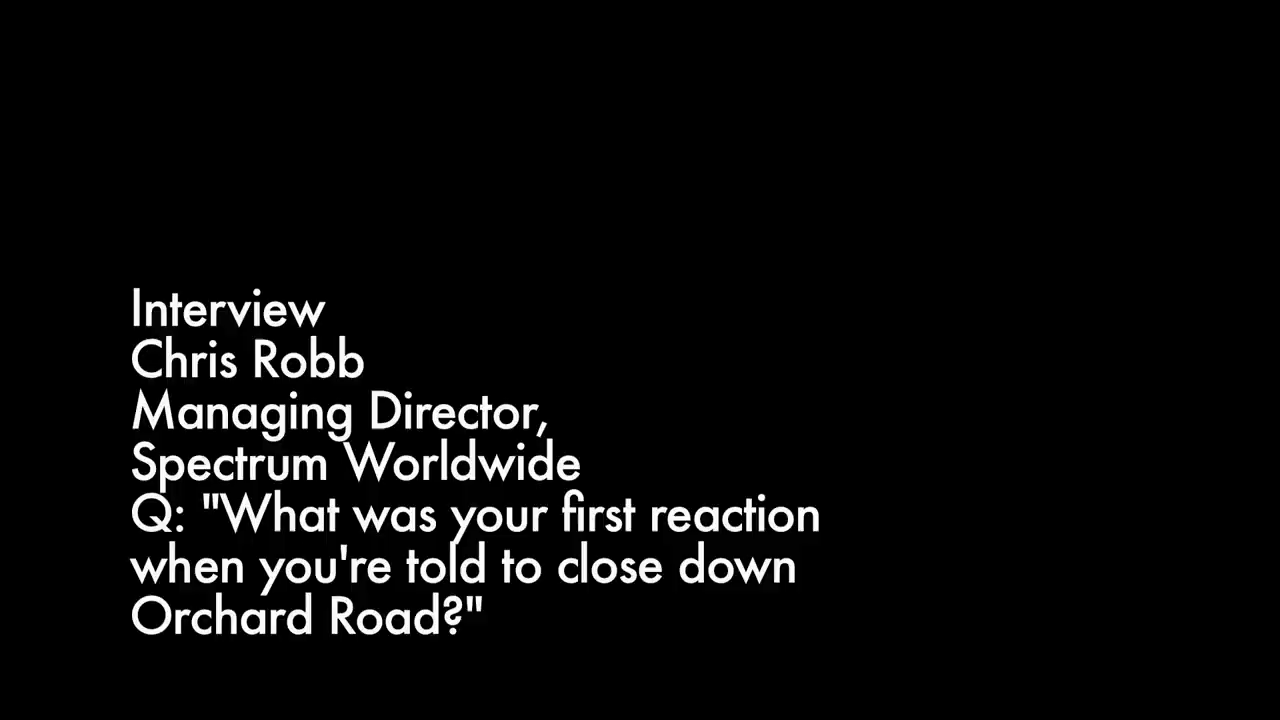 Interview
Chris Robb
Managing Director,
Spectrum Worldwide
Q: "What was your first reaction
when you're told to close down
Orchard Road?"